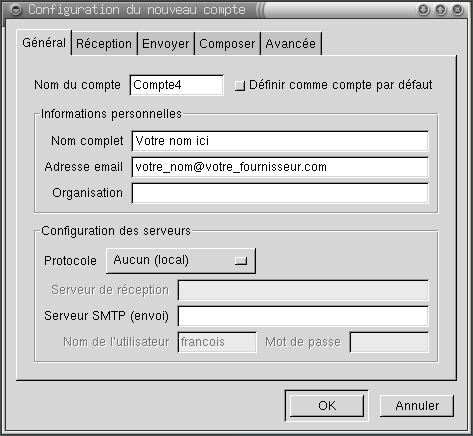 Configuration du nouveau compte
Général Réception Envoyer Composer Avancée
Nom du compte Compte4 Définir comme compte par défaut
Informations personnelles
Nom complet Votre nom ici
Adresse email votre_nom@votre_fournisseur.com
Organisation
Configuration des serveurs
Protocole Aucun (local)
Serveur de réception
Serveur SMTP (envoi)
Nom de l'utilisateur francois Mot de passe
OK Annuler